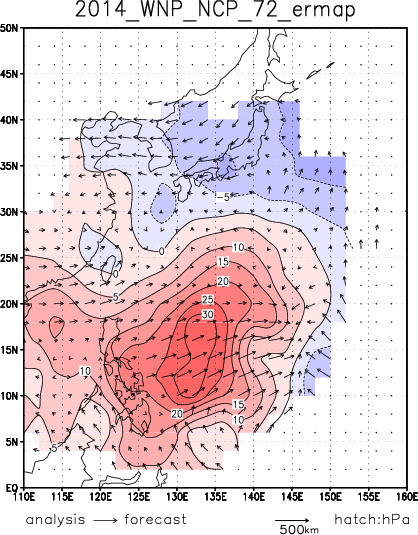 2014_WNP_NCP_72_ermap
50N
45N
40N
35N
30N
25N
20N
15N
10N
5N
EQ
-5
0
0
5
10
15
20
25
30
10
5
20
15
10
5
110E 115E 120E 125E 130E 135E 140E 145E 150E 155E 160E
analysis → forecast 500km hatch:hPa